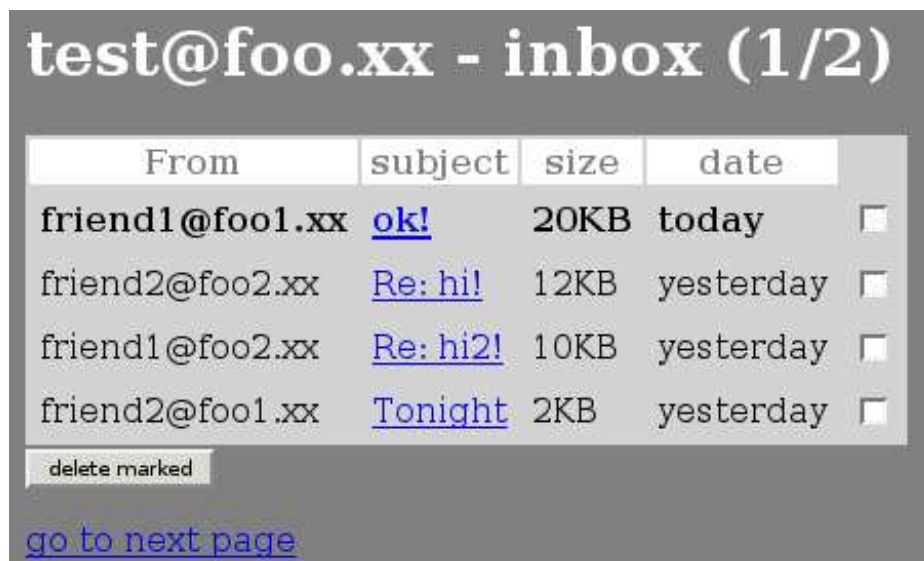 test@foo.xx - inbox (1/2)
From subject size date
friend1@foo1.xx ok! 20KB today
friend2@foo2.xx Re: hi! 12KB yesterday
friend1@foo2.xx Re: hi2! 10KB yesterday
friend2@foo1.xx Tonight 2KB yesterday
delete marked
go to next page